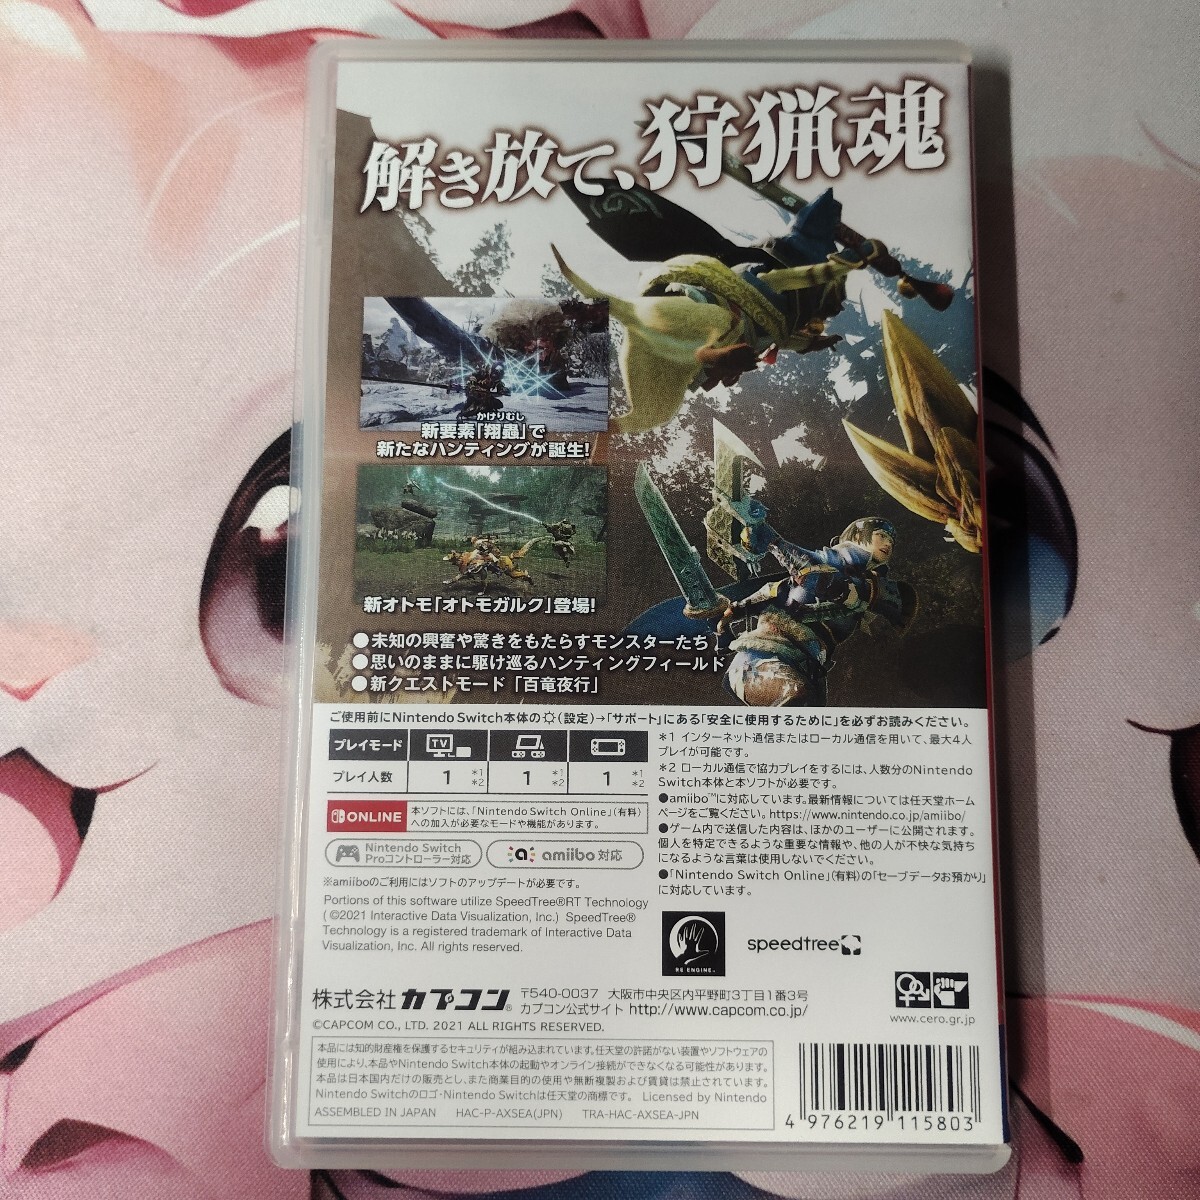 解き放て、狩猟魂
かけりむし
新要素「翔蟲」で
新たなハンティングが誕生!
新オトモ「オトモガルク」登場!
●未知の興奮や驚きをもたらすモンスターたち
●思いのままに駆け巡るハンティングフィールド
●新クエストモード「百竜夜行」
ご使用前にNintendo Switch本体の(設定)→「サポート」にある「安全に使用するために」を必ずお読みください。
プレイモード TV
プレイ人数 1 *1 *2 1 *1 *2 1 *1 *2
ONLINE
本ソフトには、「Nintendo Switch Online」(有料)
への加入が必要なモードや機能があります。
Nintendo Switch
Proコントローラー対応
amiibo 対応
※amiiboのご利用にはソフトのアップデートが必要です。
Portions of this software utilize SpeedTree®RT Technology
(©2021 Interactive Data Visualization, Inc.) SpeedTree®
Technology is a registered trademark of Interactive Data
Visualization, Inc. All rights reserved.
*1 インターネット通信またはローカル通信を用いて、最大4人
プレイが可能です。
*2 ローカル通信で協力プレイをするには、人数分のNintendo
Switch本体と本ソフトが必要です。
●amiibo™に対応しています。最新情報については任天堂ホーム
ページをご覧ください。https://www.nintendo.co.jp/amiibo/
●ゲーム内で送信した内容は、ほかのユーザーに公開されます。
個人を特定できるような重要な情報や、他の人が不快な気持ち
になるような言葉は使用しないでください。
●「Nintendo Switch Online」(有料)の「セーブデータお預かり」
に対応しています。
RE ENGINE™
speedtree
株式会社カプコン®
〒540-0037 大阪市中央区内平野町3丁目1番3号
カプコン公式サイト http://www.capcom.co.jp/
©CAPCOM CO., LTD. 2021 ALL RIGHTS RESERVED.
www.cero.gr.jp
本品には知的財産権を保護するセキュリティが組み込まれています。任天堂の許諾がない装置やソフトウェアの
使用により、本品やNintendo Switch本体の起動やオンライン接続ができなくなる可能性があります。
本品は日本国内だけの販売とし、また商業目的の使用や無断複製および賃貸は禁止されています。
Nintendo Switchのロゴ・Nintendo Switchは任天堂の商標です。 Licensed by Nintendo
ASSEMBLED IN JAPAN HAC-P-AXSEA(JPN) TRA-HAC-AXSEA-JPN
4 976219 115803